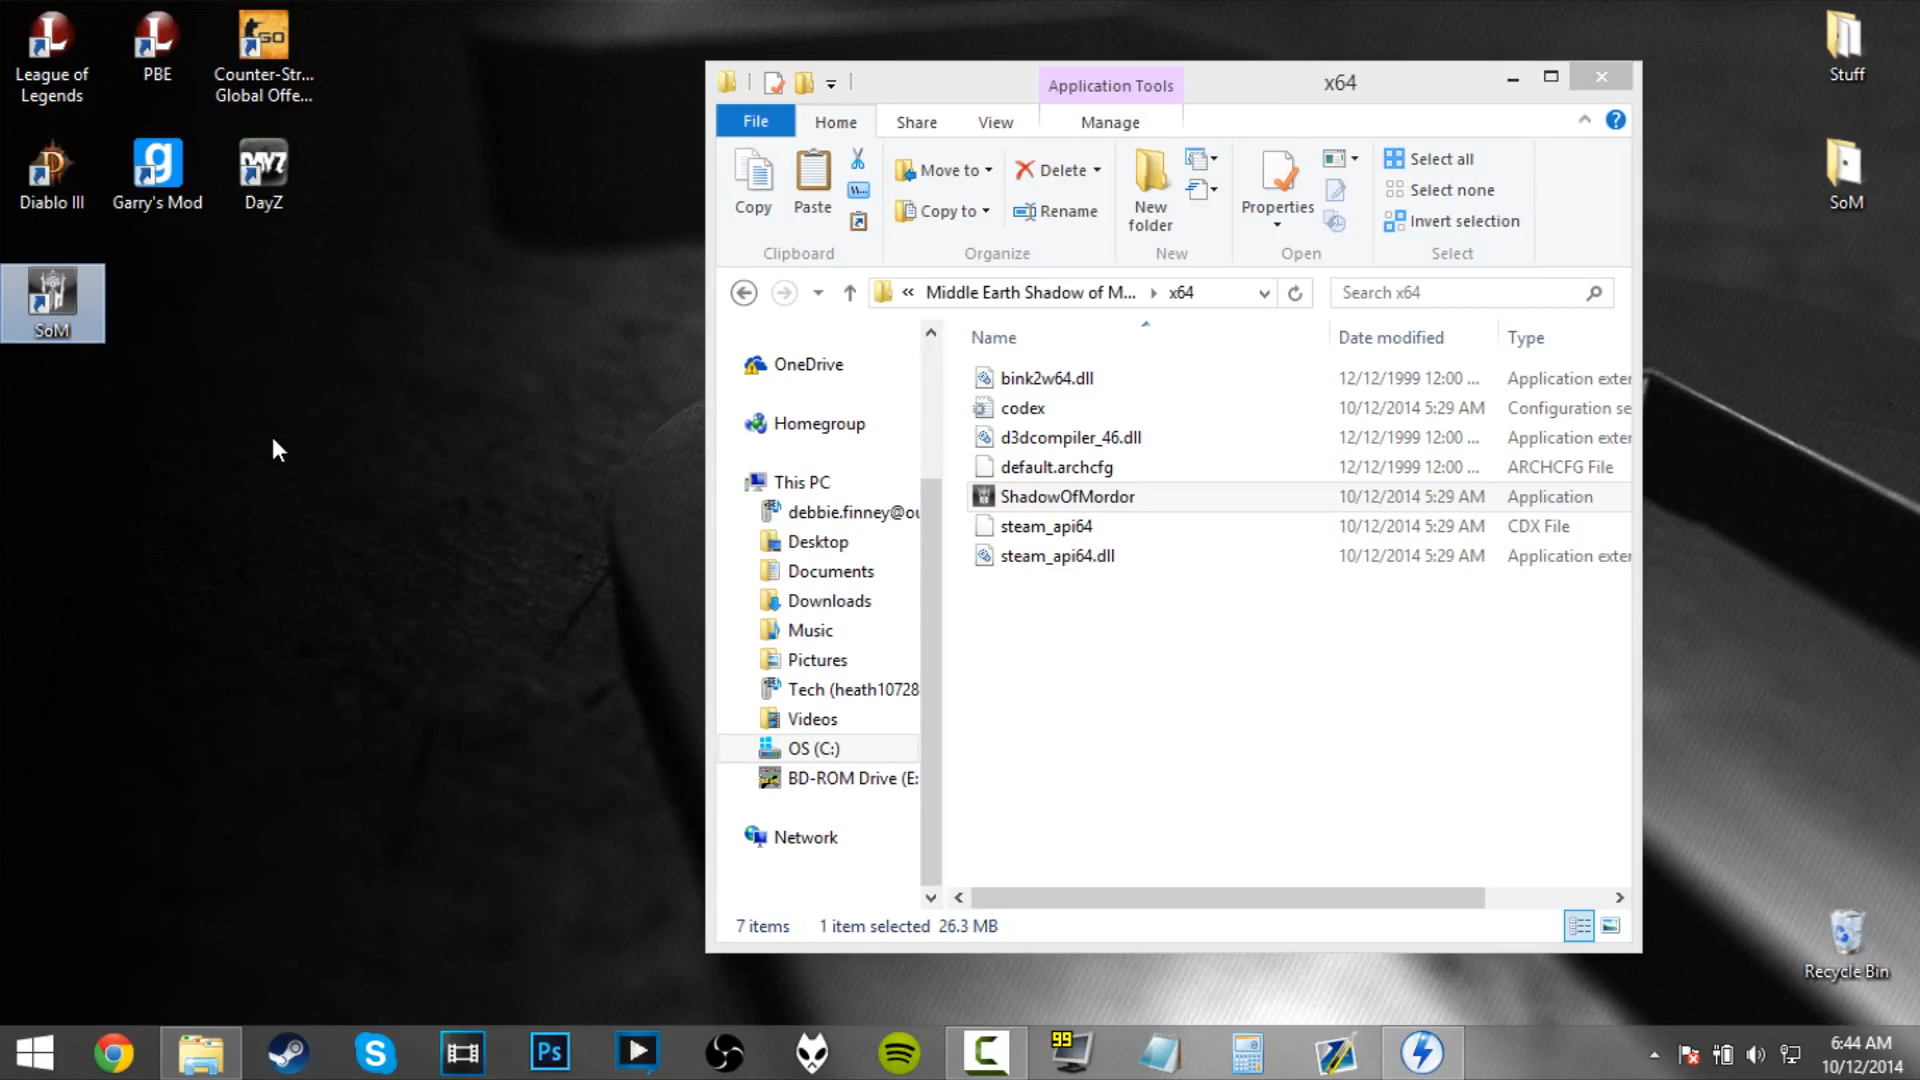 League of
Legends
PBE
Counter-Str...
Global Offe...
GO
Diablo III
Garry's Mod
DayZ
DAYZ
SoM
Stuff
SoM
Recycle Bin
Application Tools
x64
File
Home
Share
View
Manage
Copy
Paste
Clipboard
Move to
Copy to
Delete
Rename
Organize
New
folder
New
Properties
Open
Select all
Select none
Invert selection
Select
« Middle Earth Shadow of M... x64
Search x64
OneDrive
Homegroup
This PC
debbie.finney@ou
Desktop
Documents
Downloads
Music
Pictures
Tech (heath10728
Videos
OS (C:)
BD-ROM Drive (E:
Network
Name Date modified Type
bink2w64.dll 12/12/1999 12:00 ... Application exter
codex 10/12/2014 5:29 AM Configuration se
d3dcompiler_46.dll 12/12/1999 12:00 ... Application exter
default.archcfg 12/12/1999 12:00 ... ARCHCFG File
ShadowOfMordor 10/12/2014 5:29 AM Application
steam_api64 10/12/2014 5:29 AM CDX File
steam_api64.dll 10/12/2014 5:29 AM Application exter
7 items 1 item selected 26.3 MB
Ps
99
6:44 AM
10/12/2014